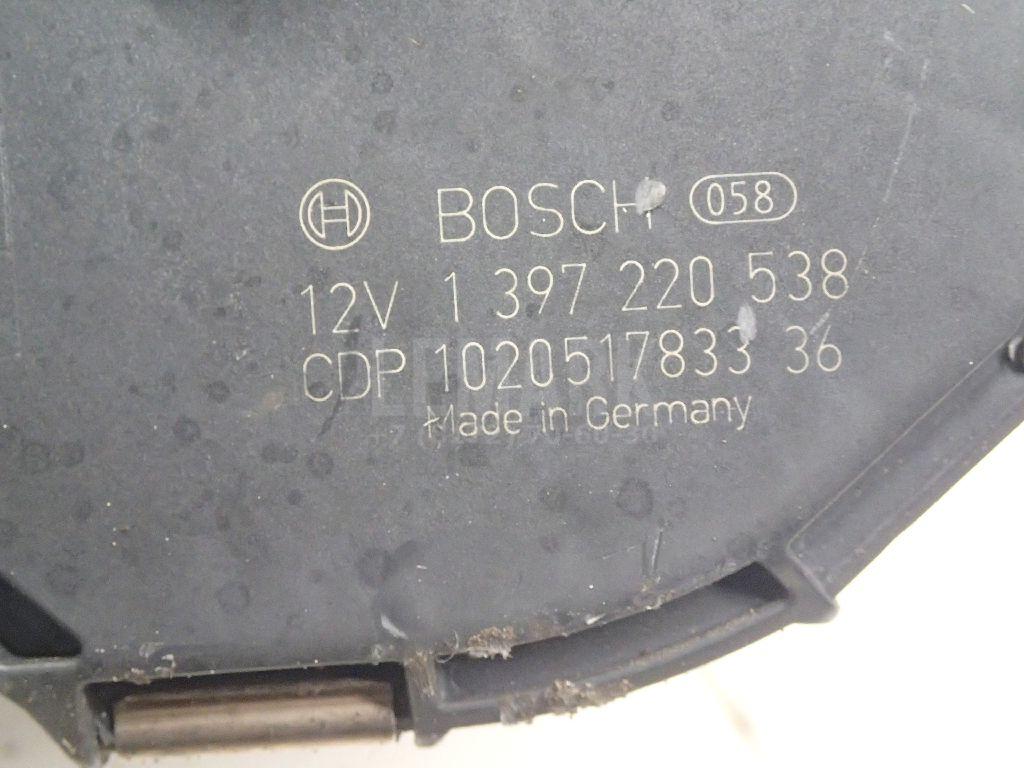 BOSCH 058
12V 1 397 220 538
CDP 1020517833 36
Made in Germany